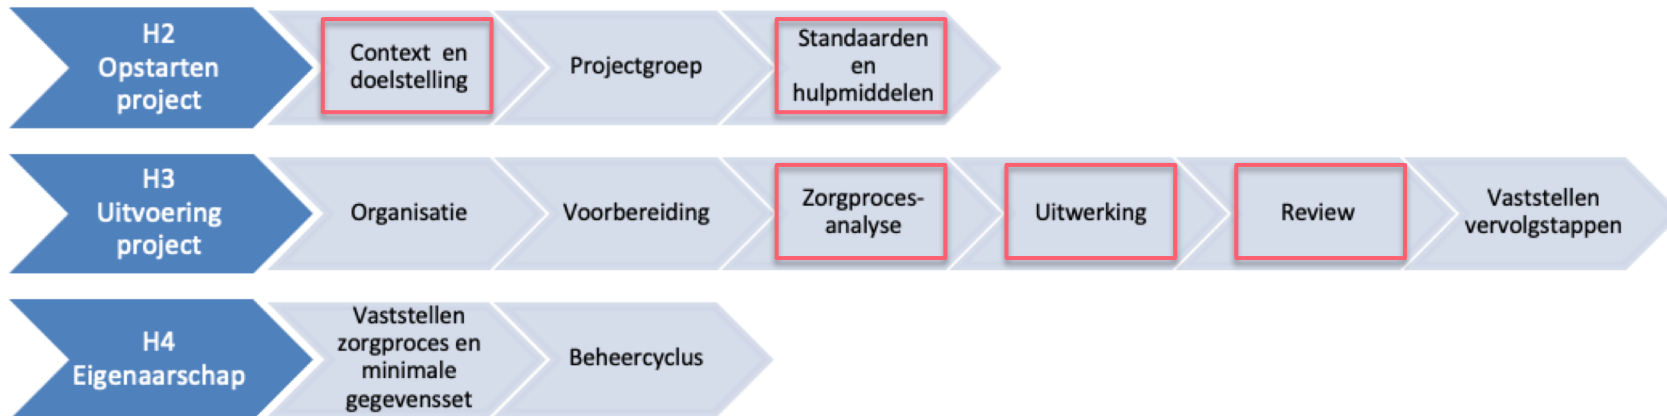 H2
Opstarten
project
Context en
doelstelling
Projectgroep
Standaarden
en
hulpmiddelen
H3
Uitvoering
project
Organisatie
Voorbereiding
Zorgproces-
analyse
Uitwerking
Review
Vaststellen
vervolgstappen
H4
Eigenaarschap
Vaststellen
zorgproces en
minimale
gegevensset
Beheercyclus